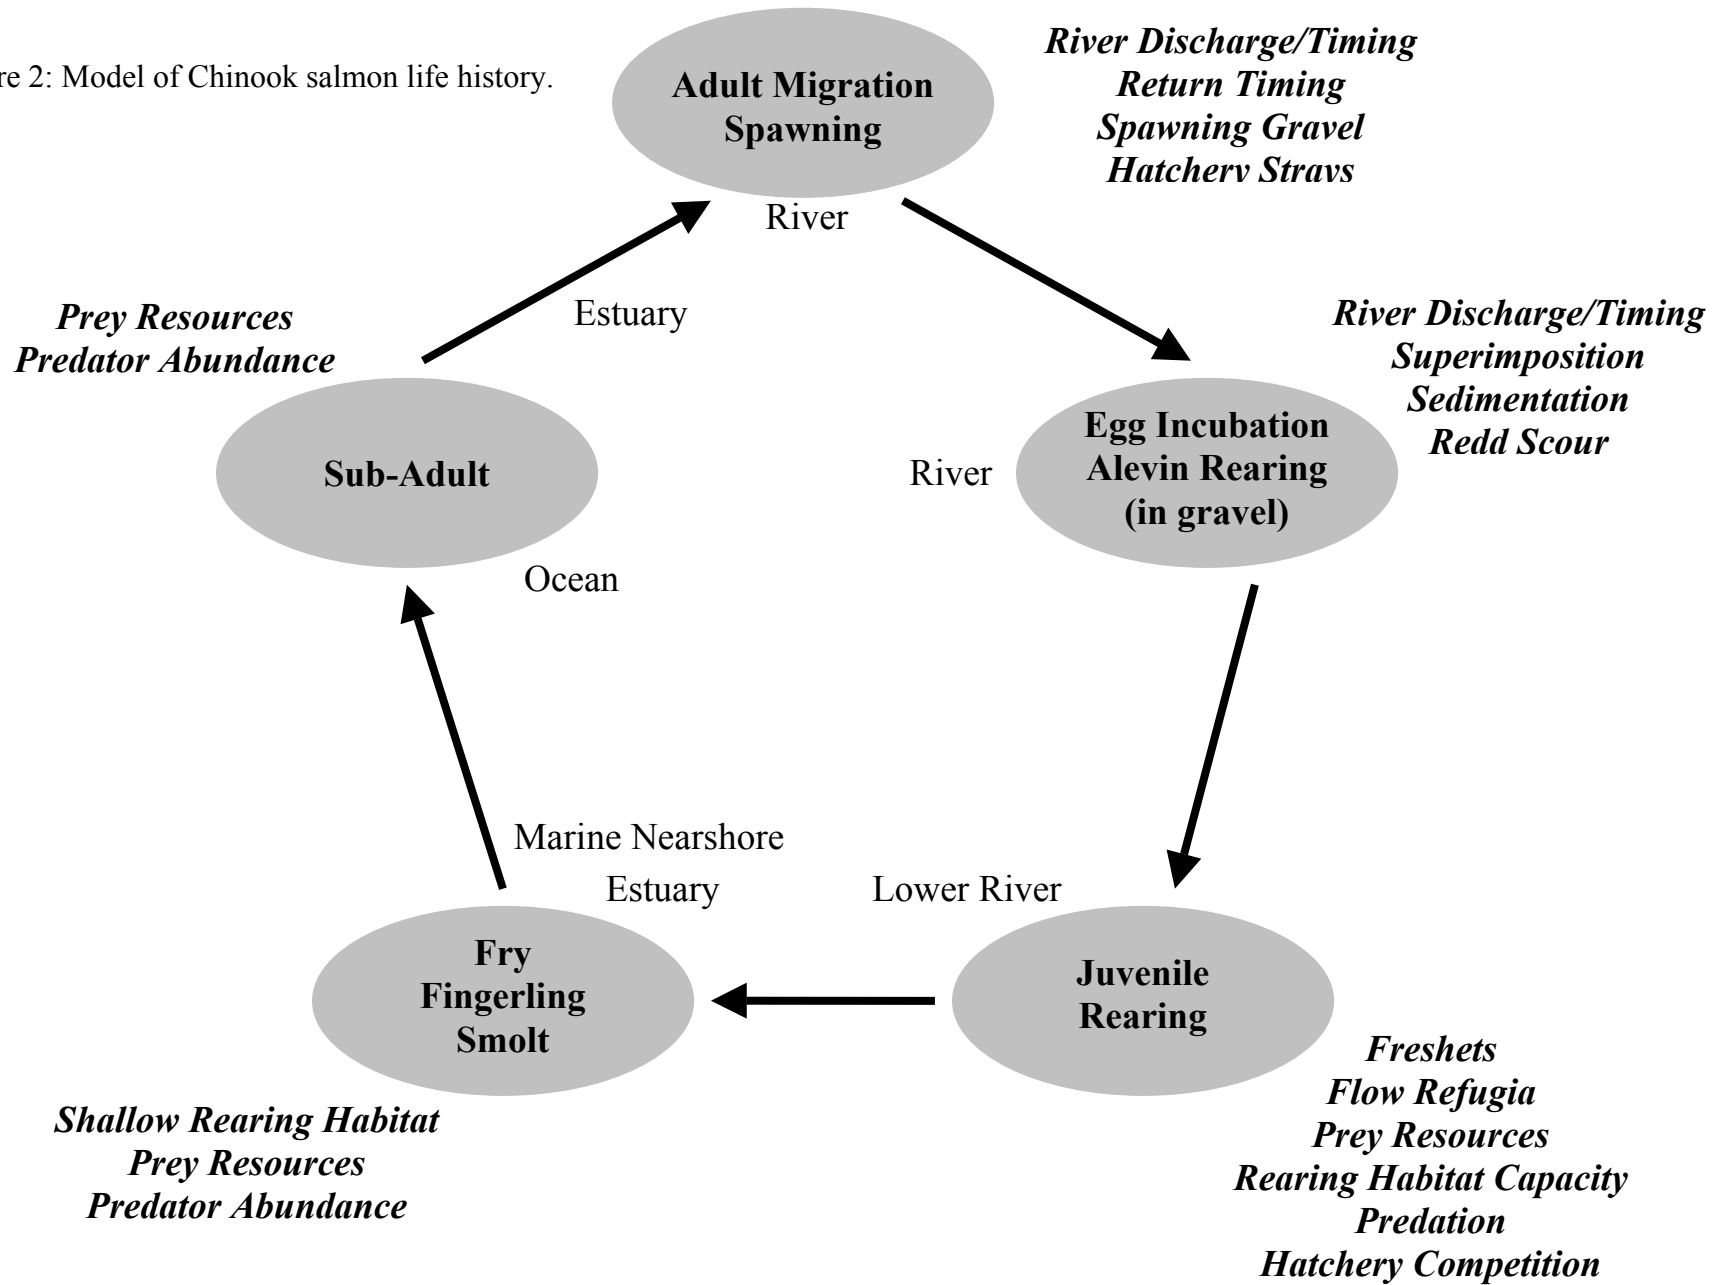 re 2: Model of Chinook salmon life history.
Adult Migration
Spawning
River Discharge/Timing
Return Timing
Spawning Gravel
Hatchery Strays
River
Estuary
Prey Resources
Predator Abundance
Sub-Adult
Ocean
River Discharge/Timing
Superimposition
Sedimentation
Redd Scour
Egg Incubation
Alevin Rearing
(in gravel)
River
Marine Nearshore
Estuary
Lower River
Fry
Fingerling
Smolt
Juvenile
Rearing
Shallow Rearing Habitat
Prey Resources
Predator Abundance
Freshets
Flow Refugia
Prey Resources
Rearing Habitat Capacity
Predation
Hatchery Competition